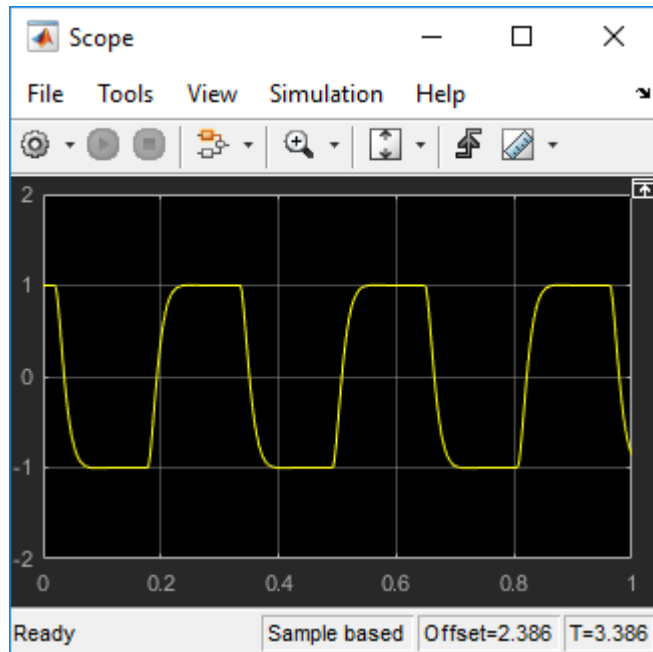 Scope
File Tools View Simulation Help
2
1
0
-1
-2
0 0.2 0.4 0.6 0.8 1
Ready Sample based Offset=2.386 T=3.386